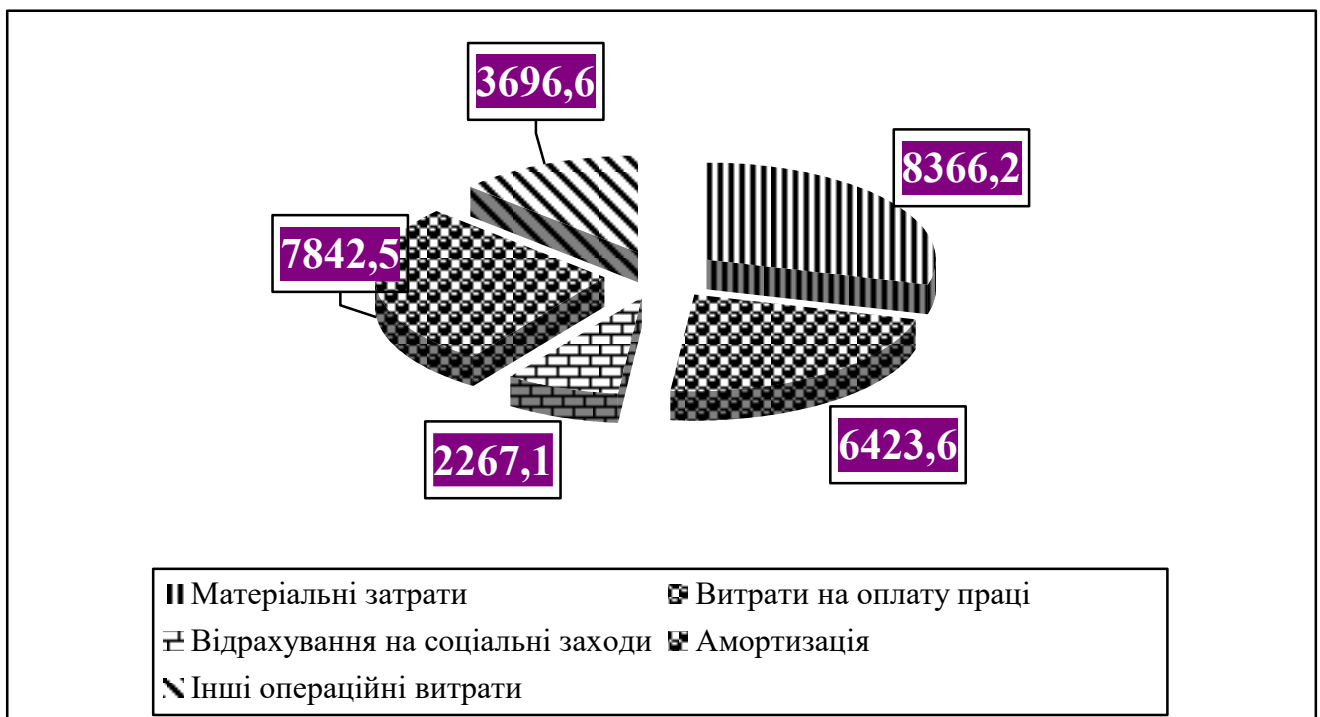 3696,6
8366,2
7842,5
6423,6
2267,1
Матеріальні затрати
Витрати на оплату праці
Відрахування на соціальні заходи
Амортизація
Інші операційні витрати